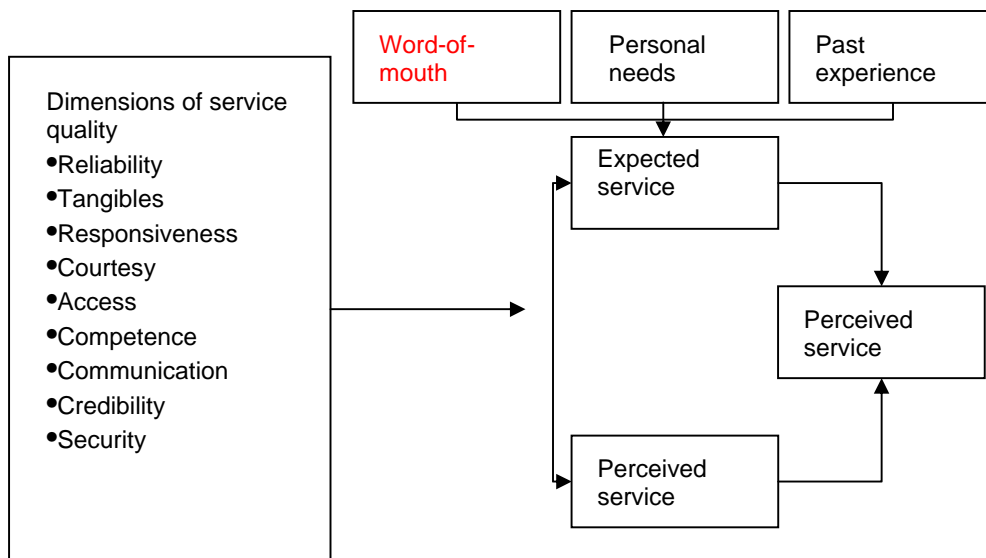 Word-of-
mouth
Personal
needs
Past
experience
Dimensions of service
quality
•Reliability
•Tangibles
•Responsiveness
•Courtesy
•Access
•Competence
•Communication
•Credibility
•Security
Expected
service
Perceived
service
Perceived
service